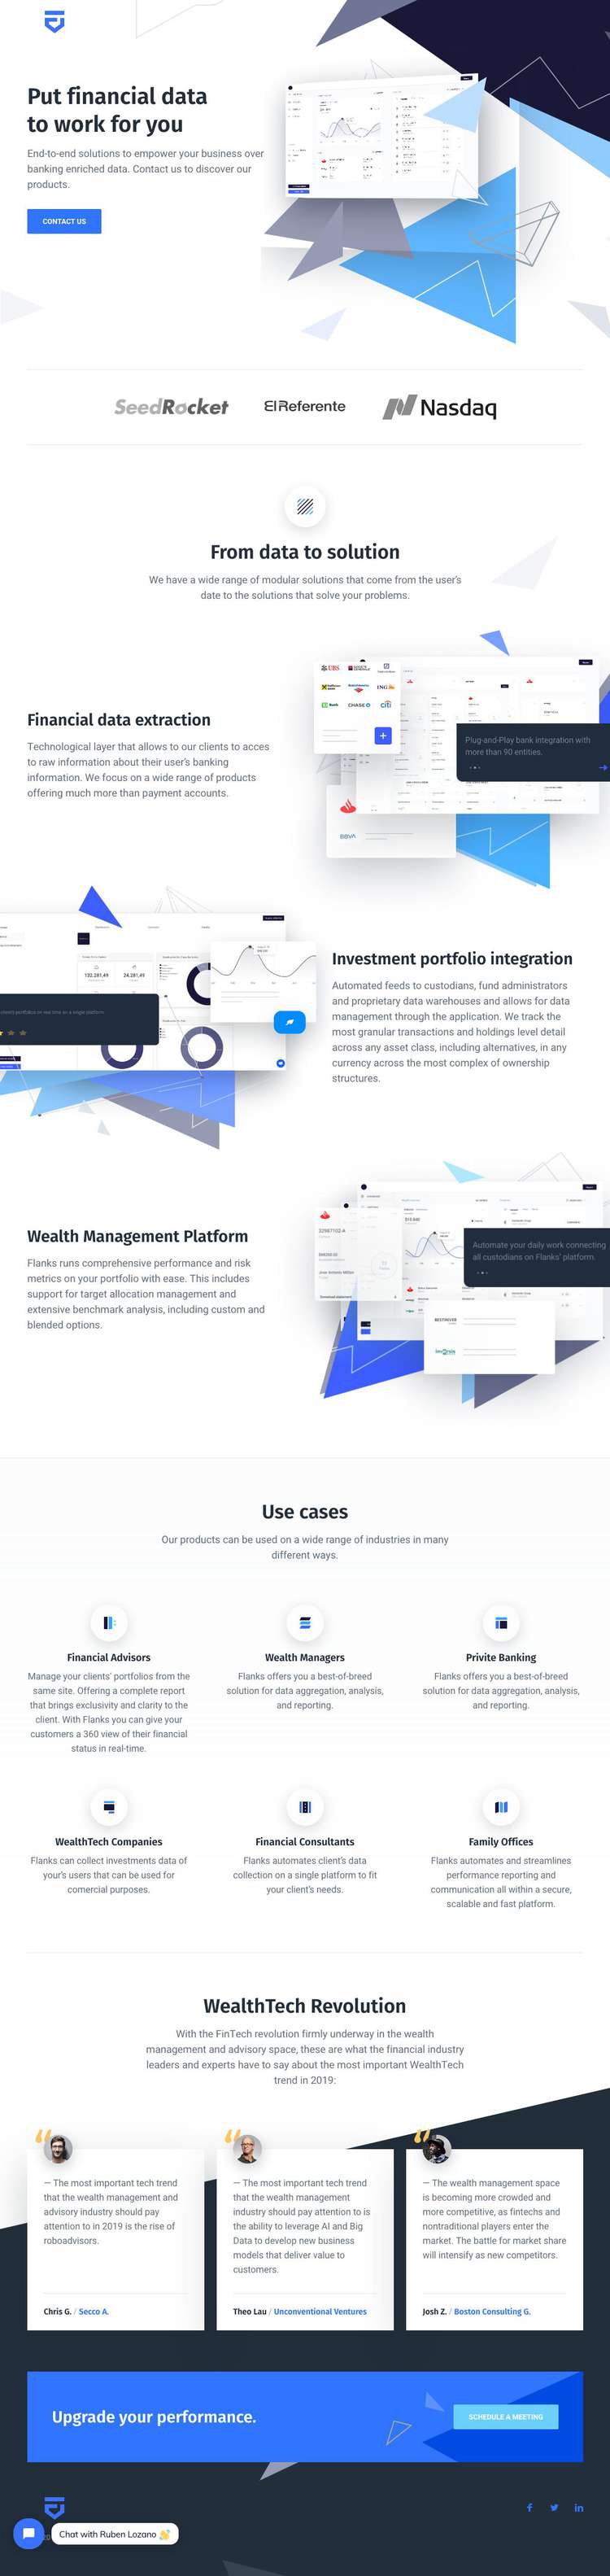 Put financial data
to work for you
End-to-end solutions to empower your business over
banking enriched data. Contact us to discover our
products.
CONTACT US
SeedRocket
El Referente
Nasdaq
From data to solution
We have a wide range of modular solutions that come from the user's
date to the solutions that solve your problems.
UBS
ING
CHASE
citi
Financial data extraction
Technological layer that allows to our clients to acces
to raw information about their user's banking
information. We focus on a wide range of products
offering much more than payment accounts.
Plug-and-Play bank integration with
more than 90 entities.
BBVA
132.281,49
24.281,49
Investment portfolio integration
Automated feeds to custodians, fund administrators
and proprietary data warehouses and allows for data
management through the application. We track the
most granular transactions and holdings level detail
across any asset class, including alternatives, in any
currency across the most complex of ownership
structures.
Wealth Management Platform
Flanks runs comprehensive performance and risk
metrics on your portfolio with ease. This includes
support for target allocation management and
extensive benchmark analysis, including custom and
blended options.
Automate your daily work connecting
all custodians on Flanks' platform.
BESTINVER
Use cases
Our products can be used on a wide range of industries in many
different ways.
Financial Advisors
Manage your clients' portfolios from the
same site. Offering a complete report
that brings exclusivity and clarity to the
client. With Flanks you can give your
customers a 360 view of their financial
status in real-time.
Wealth Managers
Flanks offers you a best-of-breed
solution for data aggregation, analysis,
and reporting.
Privite Banking
Flanks offers you a best-of-breed
solution for data aggregation, analysis,
and reporting.
WealthTech Companies
Flanks can collect investments data of
your's users that can be used for
comercial purposes.
Financial Consultants
Flanks automates client's data
collection on a single platform to fit
your client's needs.
Family Offices
Flanks automates and streamlines
performance reporting and
communication all within a secure,
scalable and fast platform.
WealthTech Revolution
With the FinTech revolution firmly underway in the wealth
management and advisory space, these are what the financial industry
leaders and experts have to say about the most important WealthTech
trend in 2019:
— The most important tech trend
that the wealth management and
advisory industry should pay
attention to in 2019 is the rise of
roboadvisors.
Chris G. / Secco A.
— The most important tech trend
that the wealth management
industry should pay attention to is
the ability to leverage AI and Big
Data to develop new business
models that deliver value to
customers.
Theo Lau / Unconventional Ventures
— The wealth management space
is becoming more crowded and
more competitive, as fintechs and
nontraditional players enter the
market. The battle for market share
will intensify as new competitors.
Josh Z. / Boston Consulting G.
Upgrade your performance.
SCHEDULE A MEETING
Chat with Ruben Lozano 👋